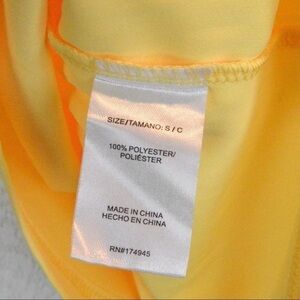 SIZE/TAMANO: S / C
100% POLYESTER/
POLIÉSTER
MADE IN CHINA
HECHO EN CHINA
RN#174945